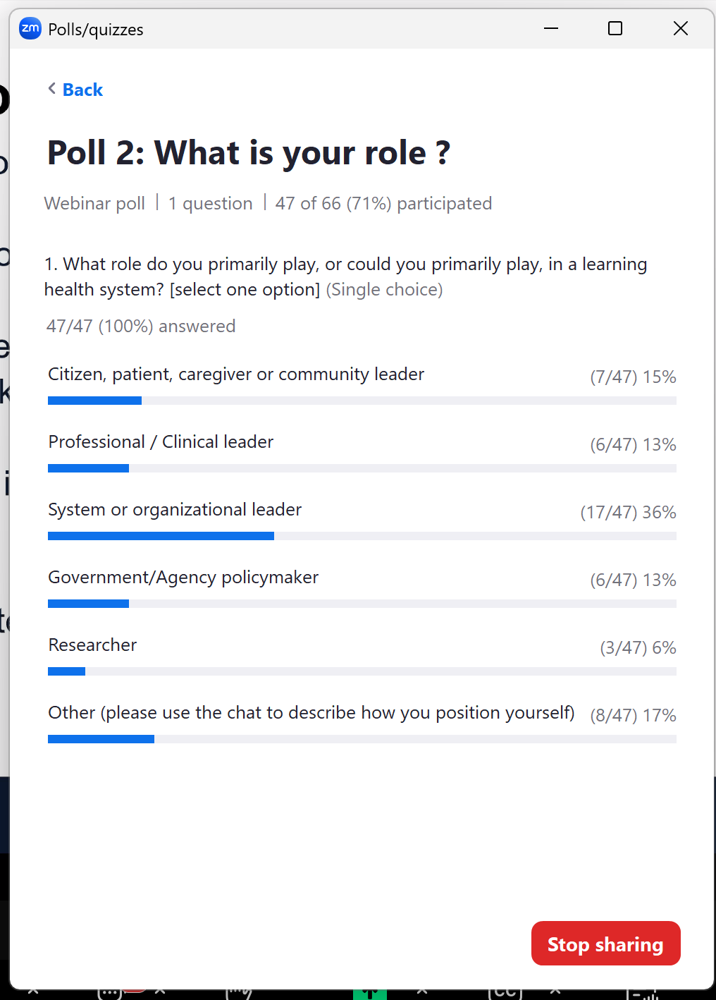 zm Polls/quizzes
Back
Poll 2: What is your role ?
Webinar poll | 1 question | 47 of 66 (71%) participated
1. What role do you primarily play, or could you primarily play, in a learning
health system? [select one option] (Single choice)
47/47 (100%) answered
Citizen, patient, caregiver or community leader (7/47) 15%
Professional / Clinical leader (6/47) 13%
System or organizational leader (17/47) 36%
Government/Agency policymaker (6/47) 13%
Researcher (3/47) 6%
Other (please use the chat to describe how you position yourself) (8/47) 17%
Stop sharing